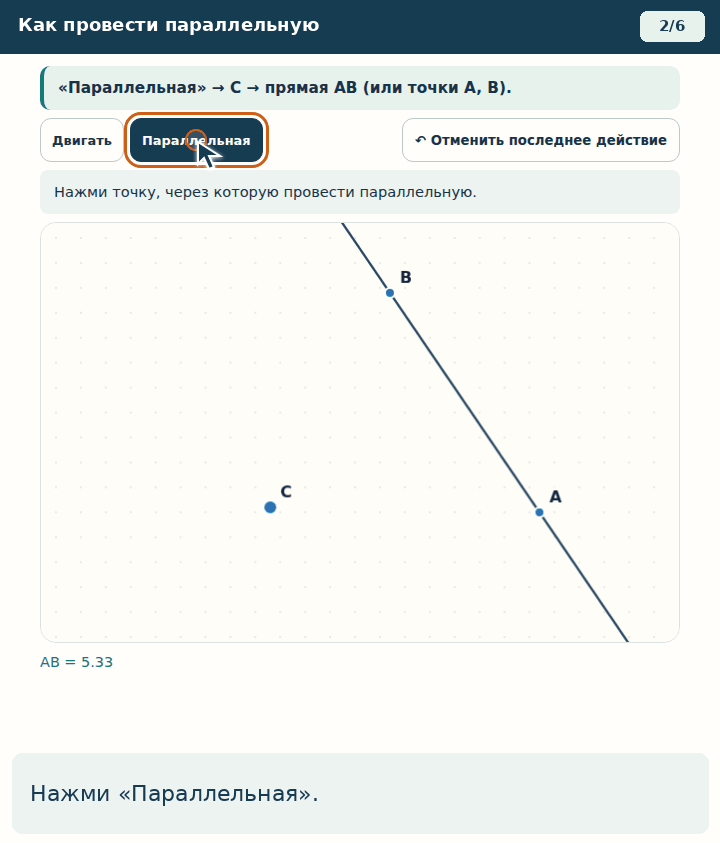 Как провести параллельную
2/6
«Параллельная» → C → прямая AB (или точки A, B).
Двигать
Параллельная
↶ Отменить последнее действие
Нажми точку, через которую провести параллельную.
B
C
A
AB = 5.33
Нажми «Параллельная».